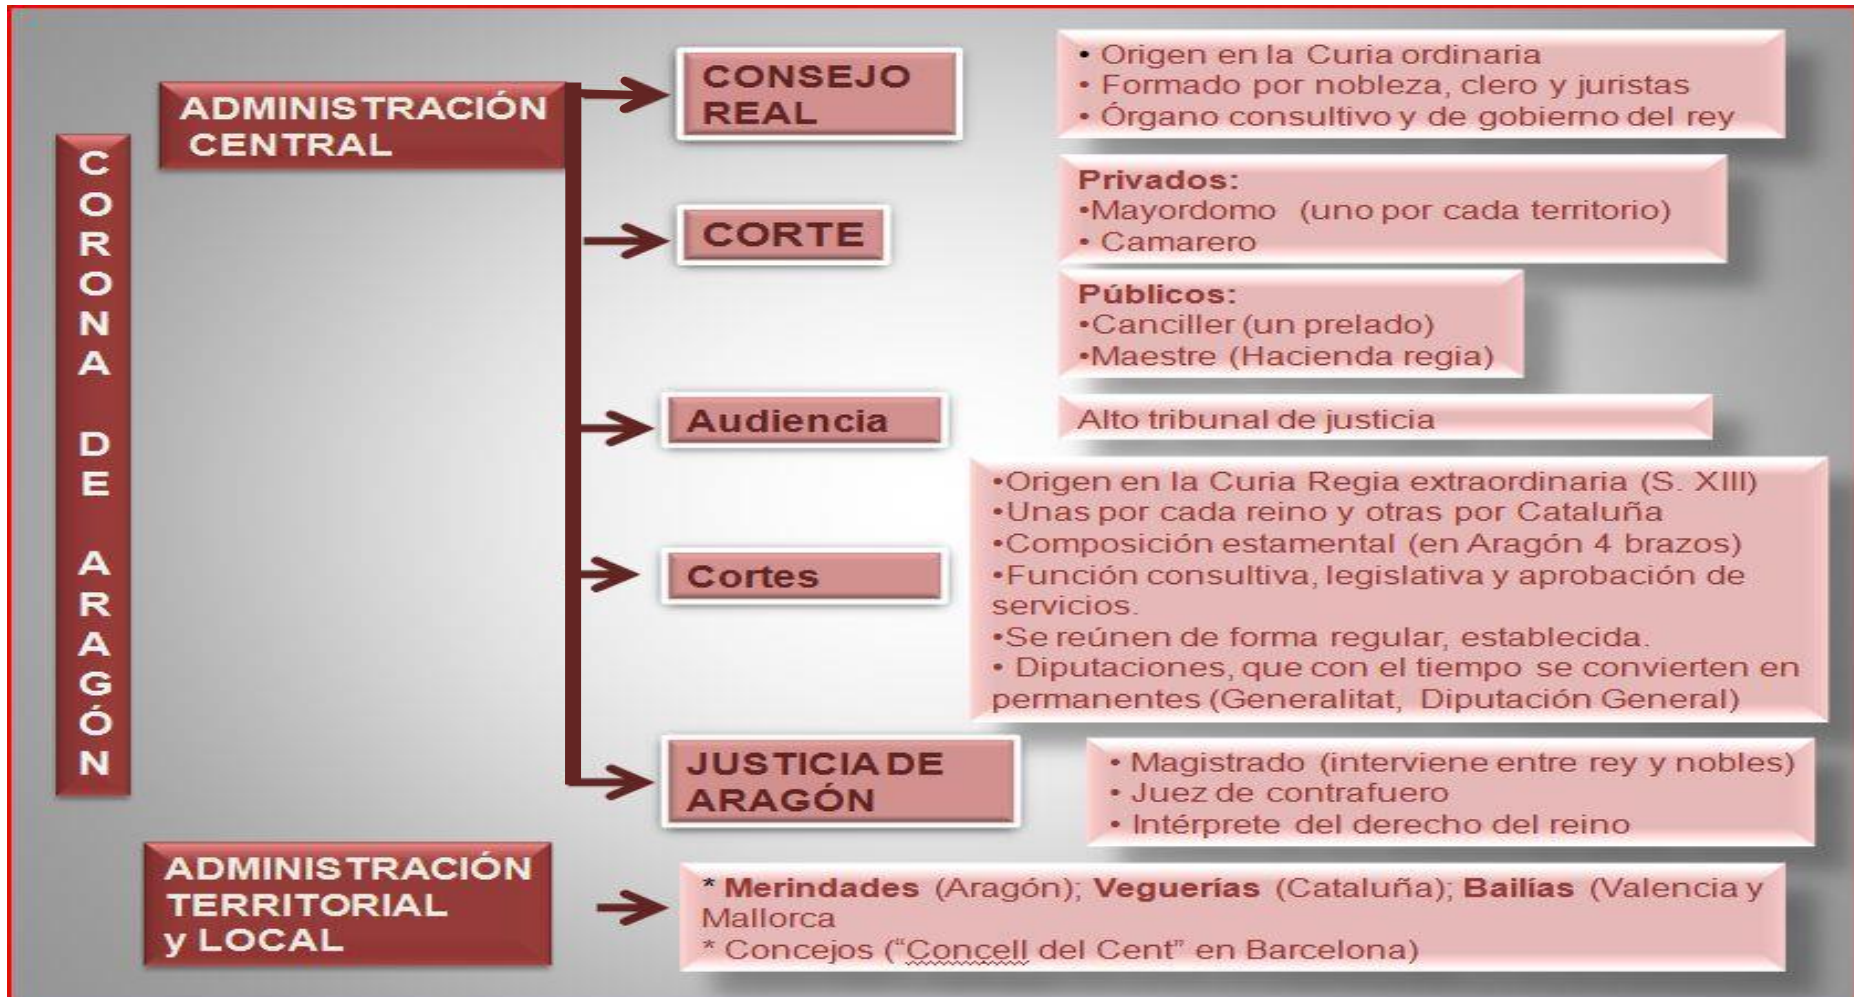 CORONA DE ARAGÓN
ADMINISTRACIÓN
CENTRAL
CONSEJO
REAL
• Origen en la Curia ordinaria
• Formado por nobleza, clero y juristas
• Órgano consultivo y de gobierno del rey
CORTE
Privados:
•Mayordomo (uno por cada territorio)
• Camarero
Públicos:
•Canciller (un prelado)
•Maestre (Hacienda regia)
Audiencia
Alto tribunal de justicia
Cortes
•Origen en la Curia Regia extraordinaria (S. XIII)
•Unas por cada reino y otras por Cataluña
•Composición estamental (en Aragón 4 brazos)
•Función consultiva, legislativa y aprobación de
servicios.
•Se reúnen de forma regular, establecida.
• Diputaciones, que con el tiempo se convierten en
permanentes (Generalitat, Diputación General)
JUSTICIA DE
ARAGÓN
• Magistrado (interviene entre rey y nobles)
• Juez de contrafuero
• Intérprete del derecho del reino
ADMINISTRACIÓN
TERRITORIAL
y LOCAL
* Merindades (Aragón); Veguerías (Cataluña); Bailías (Valencia y
Mallorca
* Concejos (“Conçell del Cent” en Barcelona)